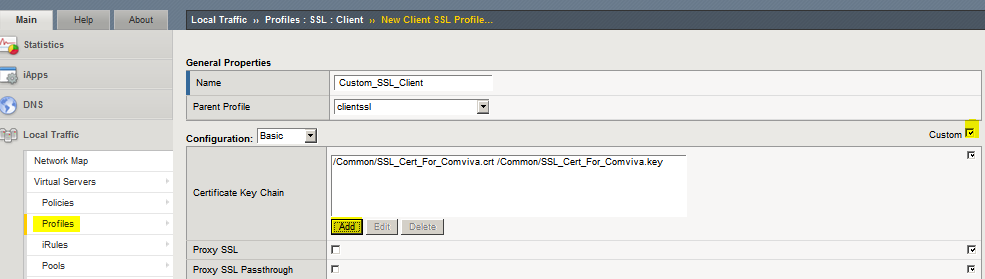 Main Help About
Local Traffic ›› Profiles : SSL : Client ›› New Client SSL Profile...
Statistics
iApps
DNS
Local Traffic
Network Map
Virtual Servers
Policies
Profiles
iRules
Pools
General Properties
Name Custom_SSL_Client
Parent Profile clientssl
Configuration: Basic Custom
Certificate Key Chain /Common/SSL_Cert_For_Comviva.crt /Common/SSL_Cert_For_Comviva.key
Add Edit Delete
Proxy SSL
Proxy SSL Passthrough